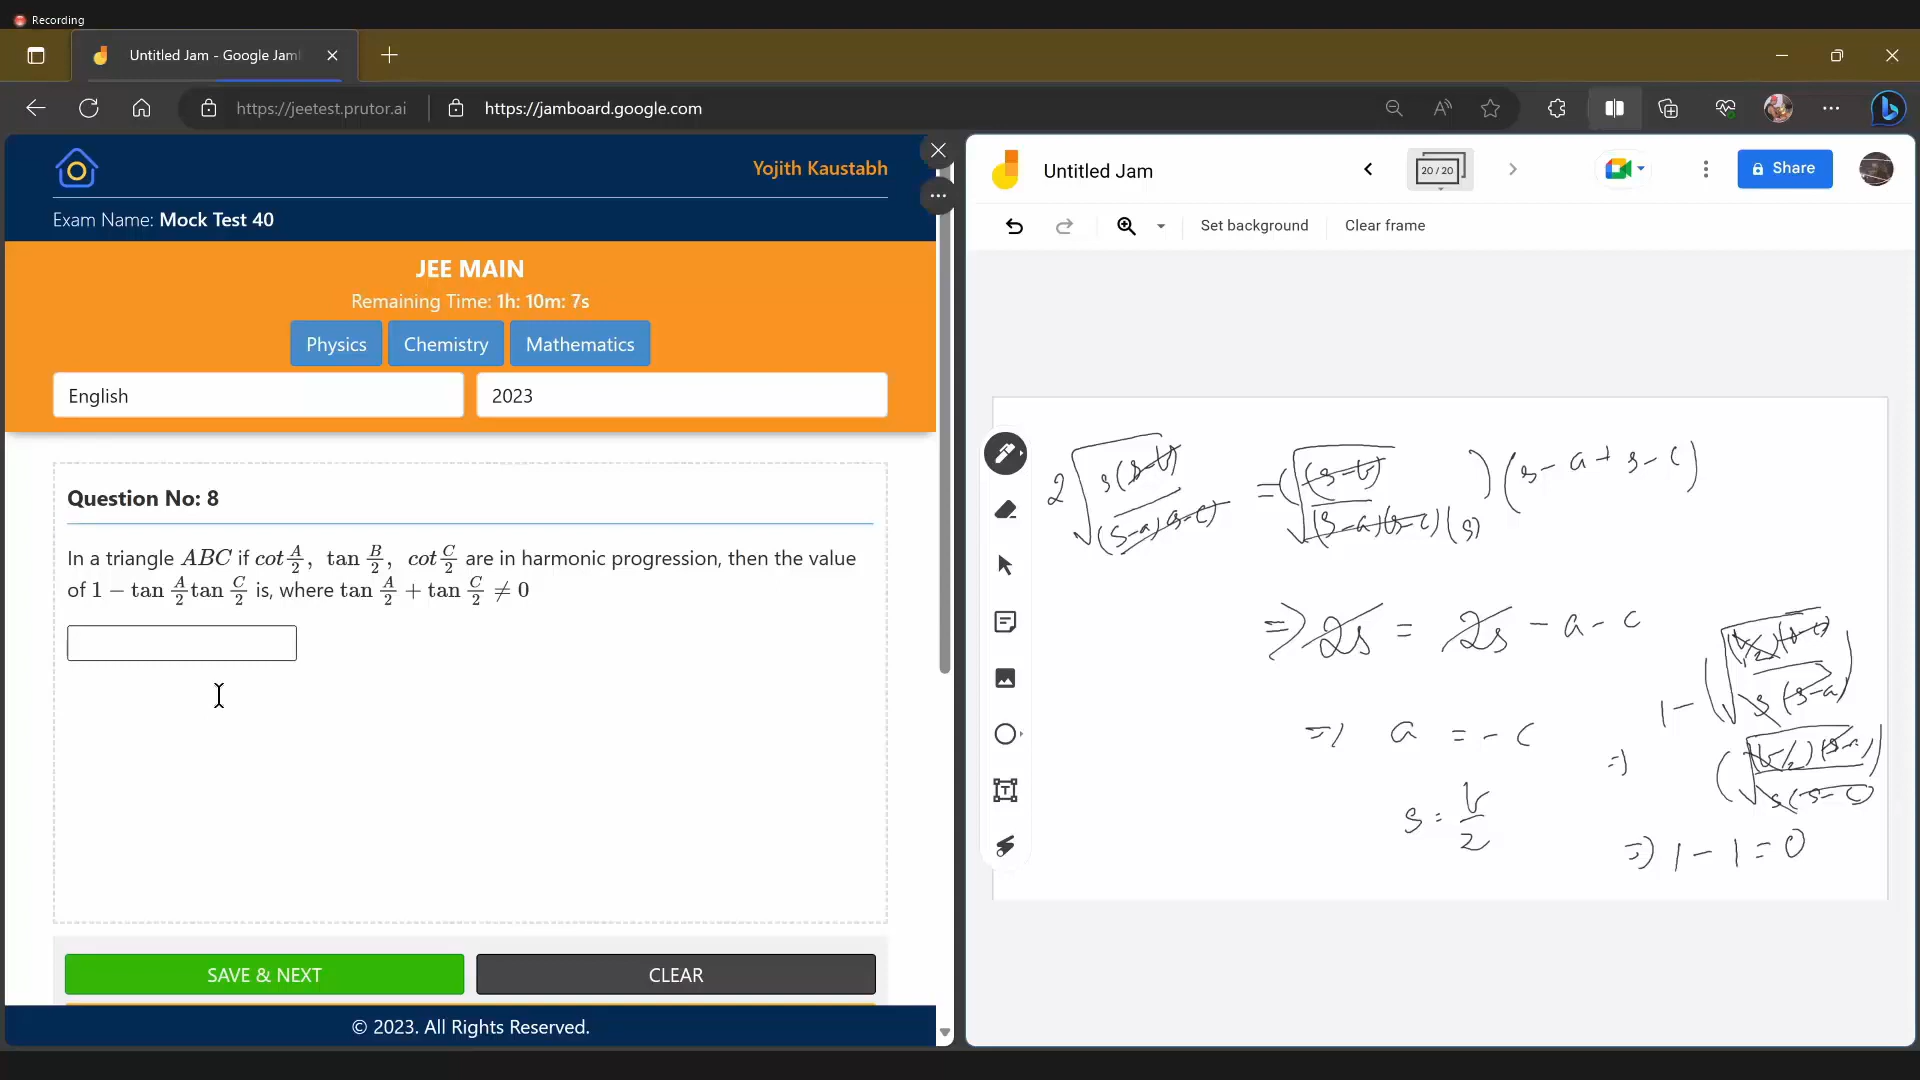 Recording
Untitled Jam - Google Jam
https://jeetest.prutor.ai
https://jamboard.google.com
Yojith Kaustabh
Exam Name: Mock Test 40
JEE MAIN
Remaining Time: 1h: 10m: 7s
Physics
Chemistry
Mathematics
English
2023
Question No: 8
In a triangle ABC if cot A/2, tan B/2, cot C/2 are in harmonic progression, then the value
of 1 − tan A/2 tan C/2 is, where tan A/2 + tan C/2 ≠ 0
SAVE & NEXT
CLEAR
© 2023. All Rights Reserved.
Untitled Jam
20 / 20
Share
Set background
Clear frame
2 √(s(s-b)/((s-a)(s-c))) = (√((s-b)/((s-a)(s-c)(s)))) (s-a+s-c)
=> 2s = 2s - a - c
=> a = - c
s = b/2
=> 1 - (√((b/2)(s-c)/(s(s-a)))) (√((b/2)(s-a)/(s(s-c))))
=> 1 - 1 = 0